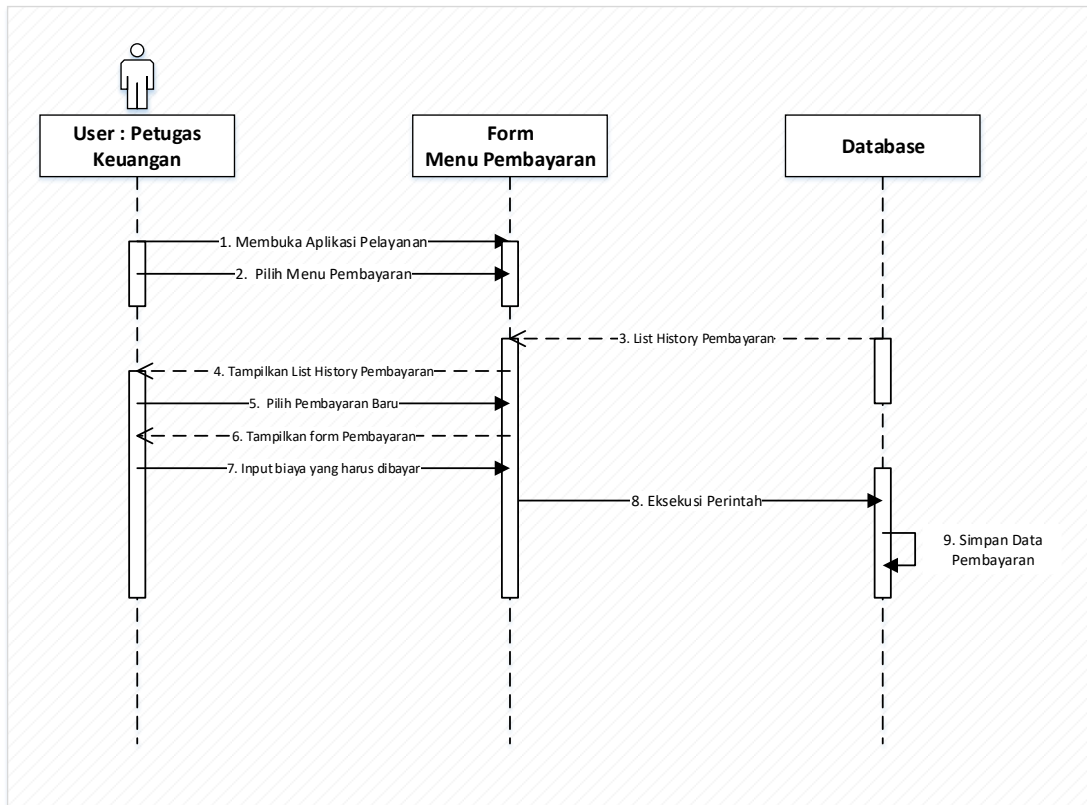 User : Petugas
Keuangan
Form
Menu Pembayaran
Database
1. Membuka Aplikasi Pelayanan
2. Pilih Menu Pembayaran
3. List History Pembayaran
4. Tampilkan List History Pembayaran
5. Pilih Pembayaran Baru
6. Tampilkan form Pembayaran
7. Input biaya yang harus dibayar
8. Eksekusi Perintah
9. Simpan Data
Pembayaran